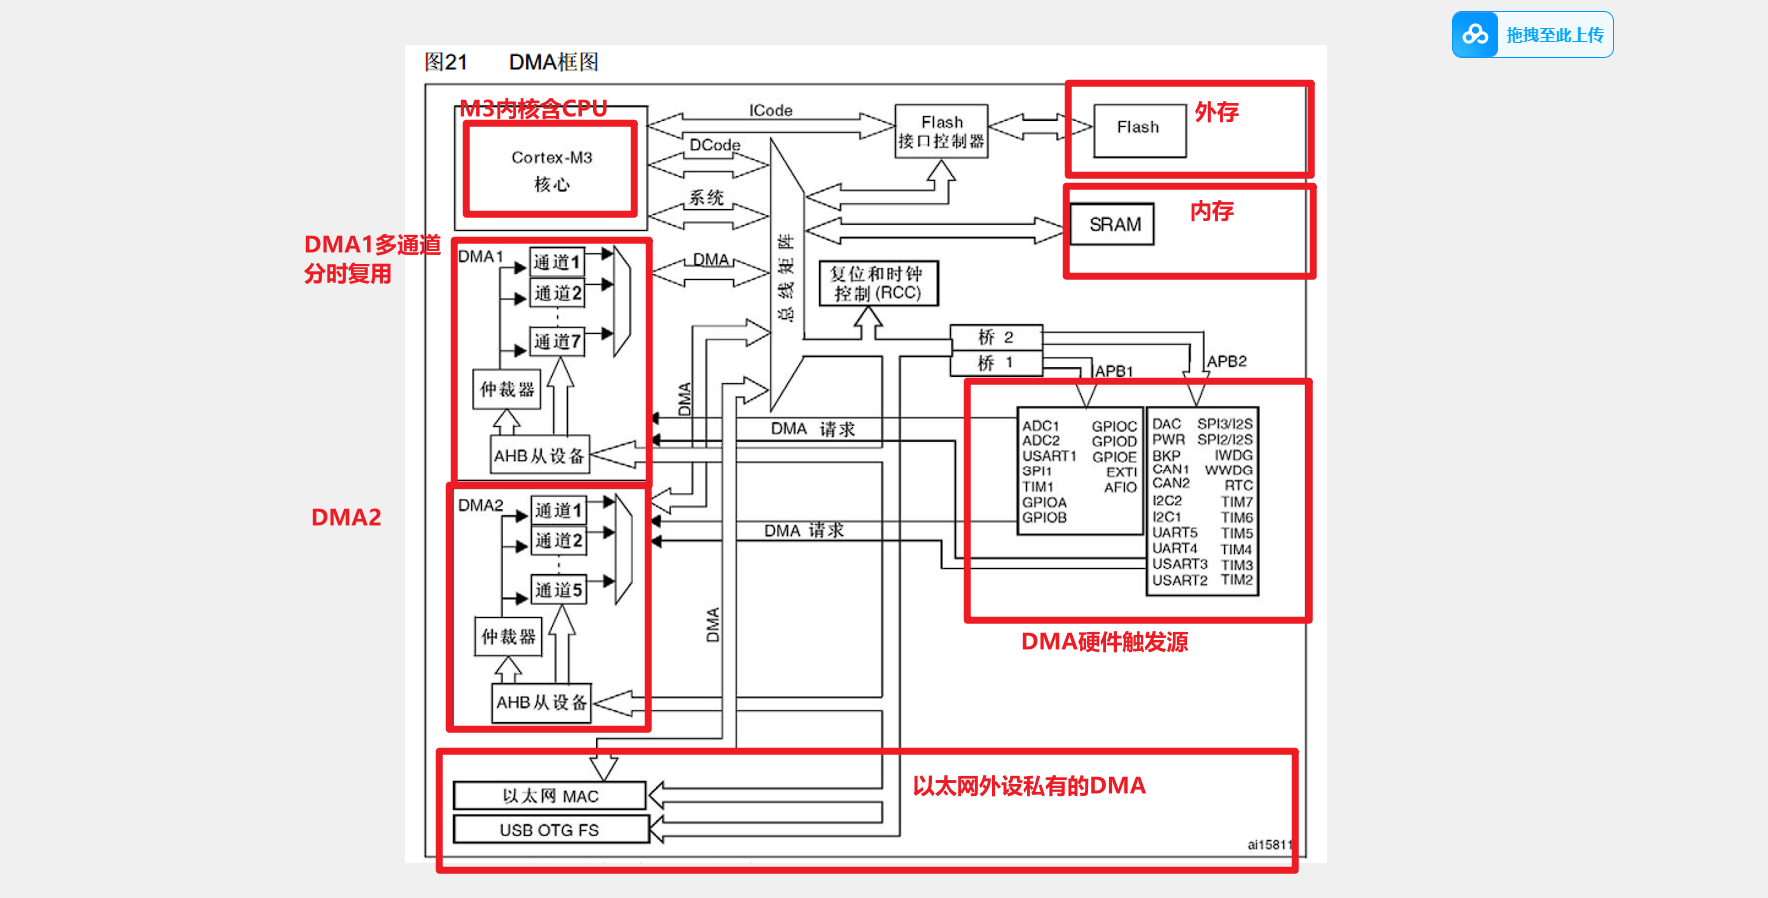 拖拽至此上传
图21 DMA框图
M3内核含CPU
Cortex-M3
核心
ICode
DCode
系统
DMA
Flash
接口控制器
Flash
外存
SRAM
内存
总线矩阵
复位和时钟
控制(RCC)
桥 2
桥 1
APB1
APB2
DMA1多通道
分时复用
DMA1
通道1
通道2
通道7
仲裁器
AHB从设备
DMA
DMA 请求
ADC1
ADC2
USART1
SPI1
TIM1
GPIOA
GPIOB
GPIOC
GPIOD
GPIOE
EXTI
AFIO
DAC
PWR
BKP
CAN1
CAN2
I2C2
I2C1
UART5
UART4
USART3
USART2
SPI3/I2S
SPI2/I2S
IWDG
WWDG
RTC
TIM7
TIM6
TIM5
TIM4
TIM3
TIM2
DMA硬件触发源
DMA2
DMA2
通道1
通道2
通道5
仲裁器
AHB从设备
DMA 请求
DMA
以太网外设私有的DMA
以太网 MAC
USB OTG FS
ai15811